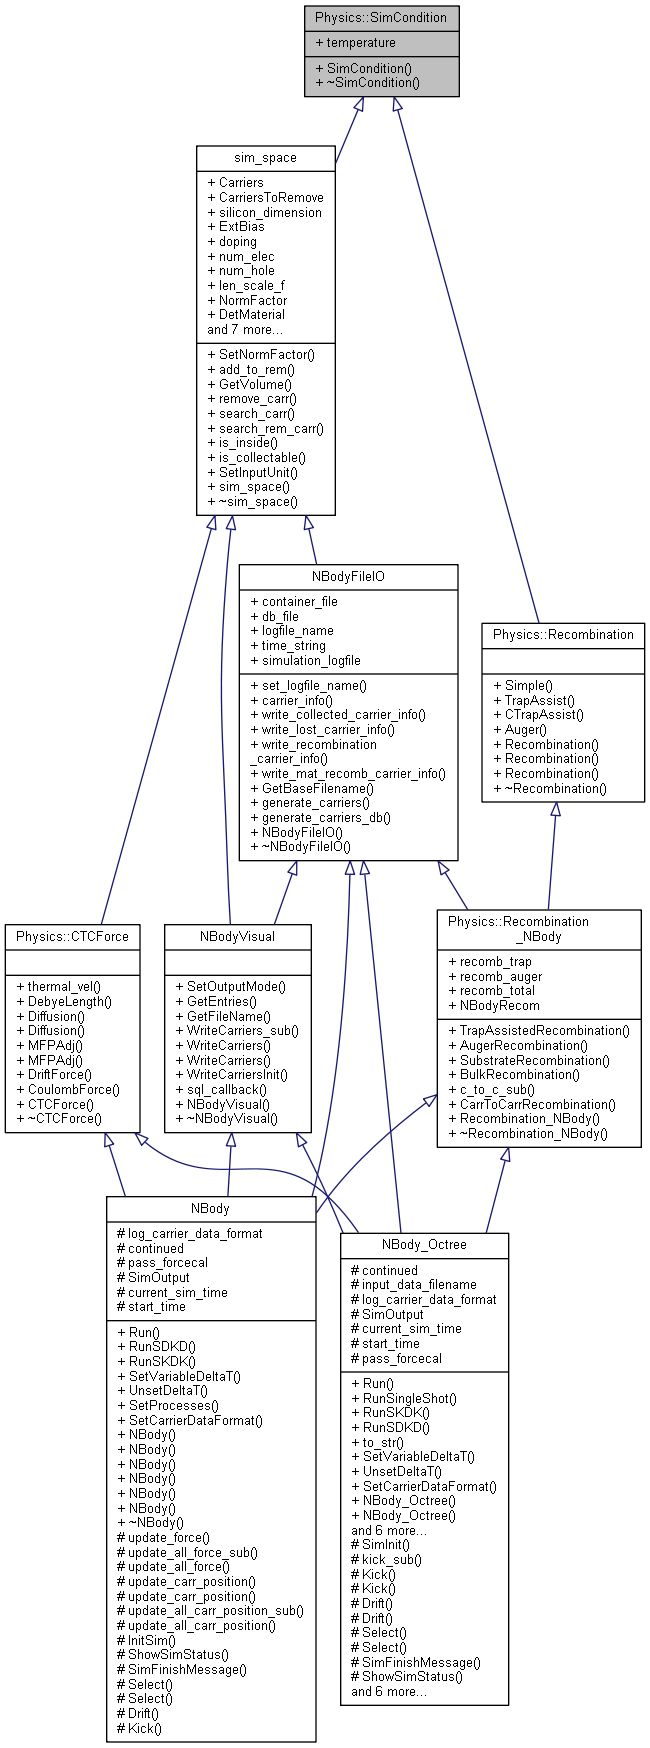 Physics::SimCondition
+ temperature
+ SimCondition()
+ ~SimCondition()
sim_space
+ Carriers
+ CarriersToRemove
+ silicon_dimension
+ ExtBias
+ doping
+ num_elec
+ num_hole
+ len_scale_f
+ NormFactor
+ DetMaterial
and 7 more...
+ SetNormFactor()
+ add_to_rem()
+ GetVolume()
+ remove_carr()
+ search_carr()
+ search_rem_carr()
+ is_inside()
+ is_collectable()
+ SetInputUnit()
+ sim_space()
+ ~sim_space()
NBodyFileIO
+ container_file
+ db_file
+ logfile_name
+ time_string
+ simulation_logfile
+ set_logfile_name()
+ carrier_info()
+ write_collected_carrier_info()
+ write_lost_carrier_info()
+ write_recombination
_carrier_info()
+ write_mat_recomb_carrier_info()
+ GetBaseFilename()
+ generate_carriers()
+ generate_carriers_db()
+ NBodyFileIO()
+ ~NBodyFileIO()
Physics::Recombination
+ Simple()
+ TrapAssist()
+ CTrapAssist()
+ Auger()
+ Recombination()
+ Recombination()
+ Recombination()
+ ~Recombination()
Physics::CTCForce
+ thermal_vel()
+ DebyeLength()
+ Diffusion()
+ Diffusion()
+ MFPAdj()
+ MFPAdj()
+ DriftForce()
+ CoulombForce()
+ CTCForce()
+ ~CTCForce()
NBodyVisual
+ SetOutputMode()
+ GetEntries()
+ GetFileName()
+ WriteCarriers_sub()
+ WriteCarriers()
+ WriteCarriers()
+ WriteCarriersInit()
+ sql_callback()
+ NBodyVisual()
+ ~NBodyVisual()
Physics::Recombination
_NBody
+ recomb_trap
+ recomb_auger
+ recomb_total
+ NBodyRecom
+ TrapAssistedRecombination()
+ AugerRecombination()
+ SubstrateRecombination()
+ BulkRecombination()
+ c_to_c_sub()
+ CarrToCarrRecombination()
+ Recombination_NBody()
+ ~Recombination_NBody()
NBody
# log_carrier_data_format
# continued
# pass_forcecal
# SimOutput
# current_sim_time
# start_time
+ Run()
+ RunSDKD()
+ RunSKDK()
+ SetVariableDeltaT()
+ UnsetDeltaT()
+ SetProcesses()
+ SetCarrierDataFormat()
+ NBody()
+ NBody()
+ NBody()
+ NBody()
+ NBody()
+ NBody()
+ ~NBody()
# update_force()
# update_all_force_sub()
# update_all_force()
# update_carr_position()
# update_carr_position()
# update_all_carr_position_sub()
# update_all_carr_position()
# InitSim()
# ShowSimStatus()
# SimFinishMessage()
# Select()
# Select()
# Drift()
# Kick()
NBody_Octree
# continued
# input_data_filename
# log_carrier_data_format
# SimOutput
# current_sim_time
# start_time
# pass_forcecal
+ Run()
+ RunSingleShot()
+ RunSKDK()
+ RunSDKD()
+ to_str()
+ SetVariableDeltaT()
+ UnsetDeltaT()
+ SetCarrierDataFormat()
+ NBody_Octree()
+ NBody_Octree()
and 6 more...
# SimInit()
# kick_sub()
# Kick()
# Kick()
# Drift()
# Drift()
# Select()
# Select()
# SimFinishMessage()
# ShowSimStatus()
and 6 more...